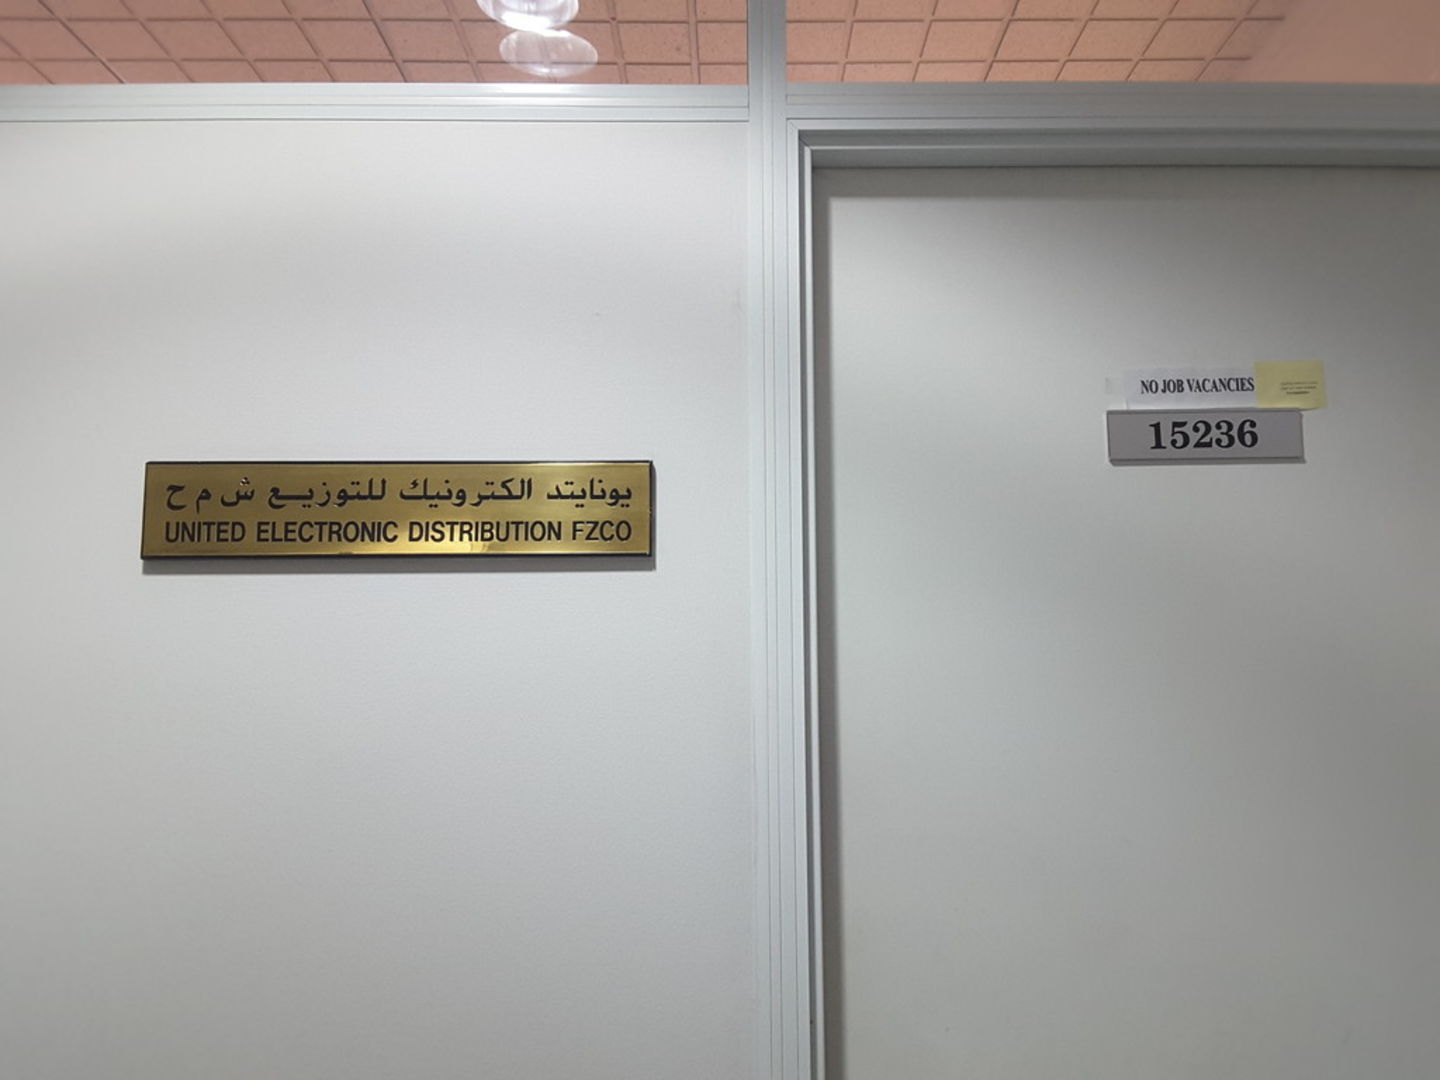 يونايتد الكترونيك للتوزيع ش م ح
UNITED ELECTRONIC DISTRIBUTION FZCO
NO JOB VACANCIES
15236